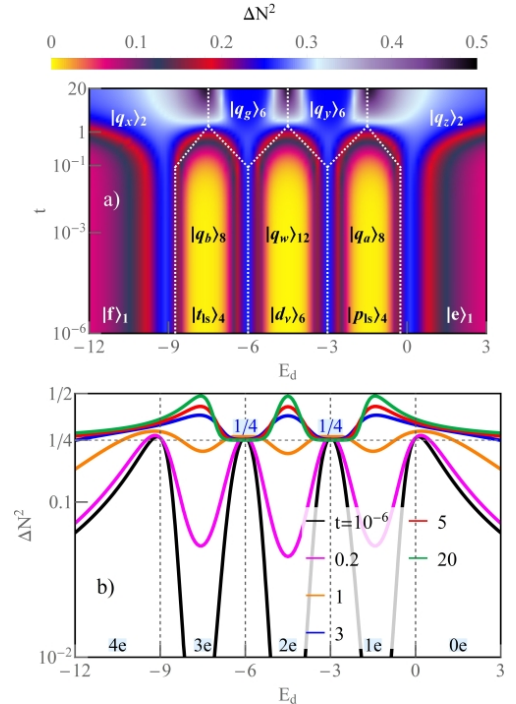 ΔN²
0 0.1 0.2 0.3 0.4 0.5
20
|q_x⟩₂ |q_g⟩₆ |q_y⟩₆ |q_z⟩₂
1
10⁻¹
t
a)
|q_b⟩₈ |q_w⟩₁₂ |q_a⟩₈
10⁻³
|f⟩₁ |t_ls⟩₄ |d_v⟩₆ |p_ls⟩₄ |e⟩₁
10⁻⁶
−12 −9 −6 −3 0 3
E_d
1/2
1/4 1/4
1/4
0.1
ΔN²
t=10⁻⁶ 5
0.2 20
1
3
b)
4e 3e 2e 1e 0e
10⁻²
−12 −9 −6 −3 0 3
E_d